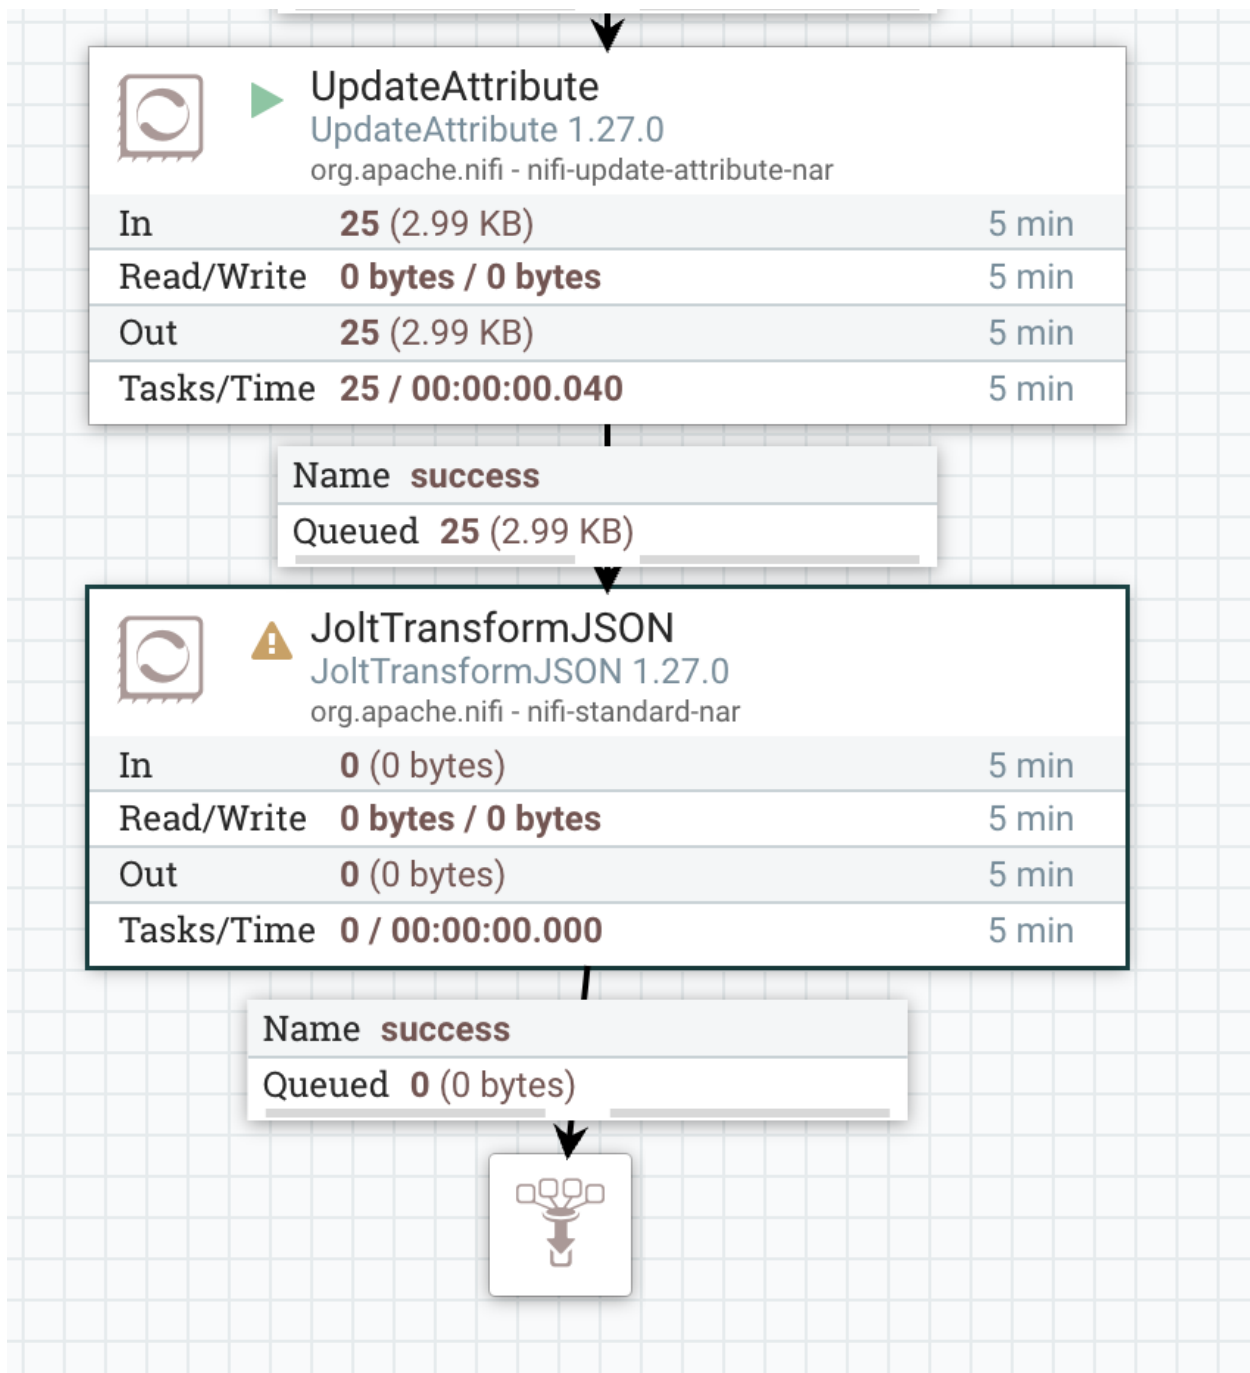 UpdateAttribute
UpdateAttribute 1.27.0
org.apache.nifi - nifi-update-attribute-nar
In 25 (2.99 KB) 5 min
Read/Write 0 bytes / 0 bytes 5 min
Out 25 (2.99 KB) 5 min
Tasks/Time 25 / 00:00:00.040 5 min
Name success
Queued 25 (2.99 KB)
JoltTransformJSON
JoltTransformJSON 1.27.0
org.apache.nifi - nifi-standard-nar
In 0 (0 bytes) 5 min
Read/Write 0 bytes / 0 bytes 5 min
Out 0 (0 bytes) 5 min
Tasks/Time 0 / 00:00:00.000 5 min
Name success
Queued 0 (0 bytes)